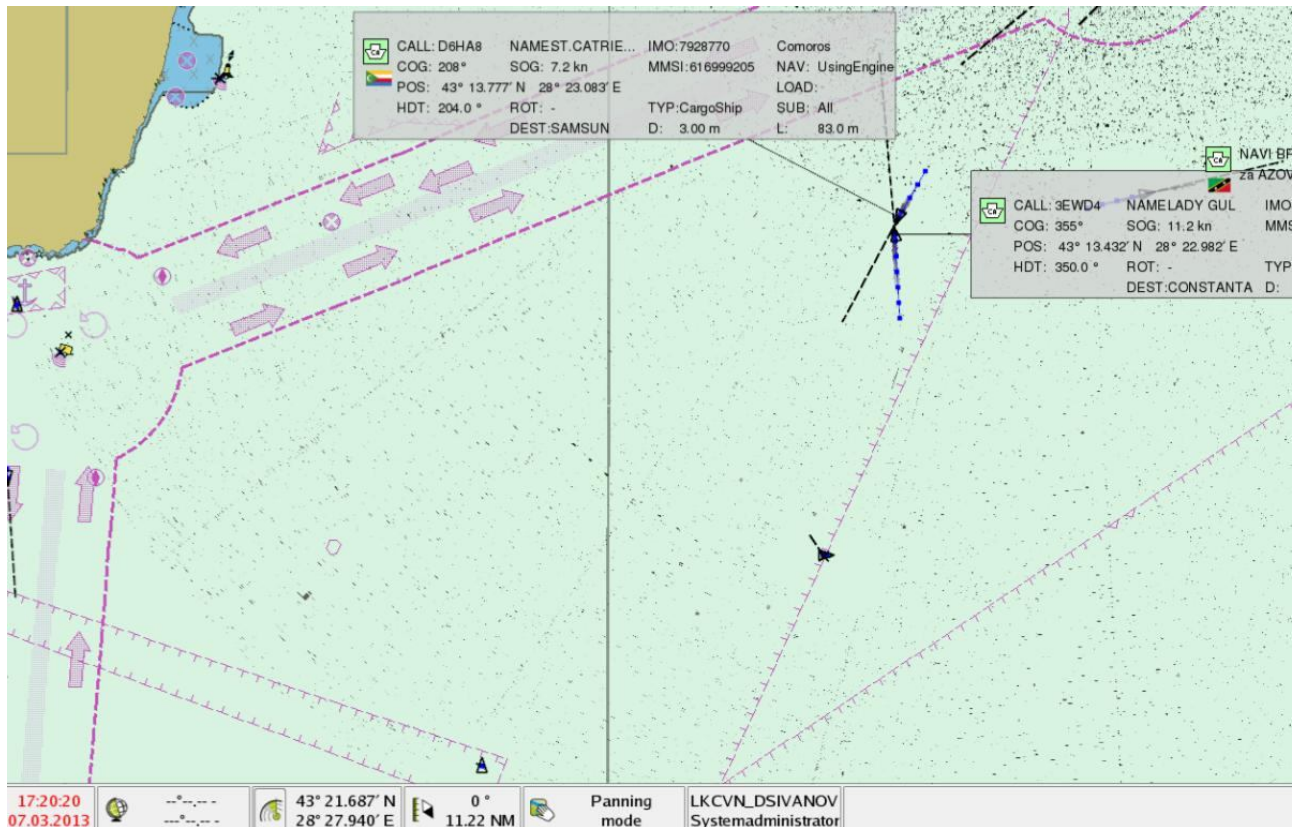 CALL: D6HA8 NAMEST.CATRIE... IMO:7928770 Comoros
COG: 208° SOG: 7.2 kn MMSI:616999205 NAV: UsingEngine
POS: 43° 13.777′ N 28° 23.083′ E LOAD:
HDT: 204.0 ° ROT: - TYP:CargoShip SUB: All
DEST:SAMSUN D: 3.00 m L: 83.0 m
NAVI BR
za AZOV
CALL: 3EWD4 NAMELADY GUL IMO
COG: 355° SOG: 11.2 kn MMS
POS: 43° 13.432′ N 28° 22.982′ E
HDT: 350.0 ° ROT: - TYP
DEST:CONSTANTA D:
17:20:20
07.03.2013
--°--.-- -
---°--.-- -
43° 21.687′ N
28° 27.940′ E
0 °
11.22 NM
Panning
mode
LKCVN_DSIVANOV
Systemadministrator